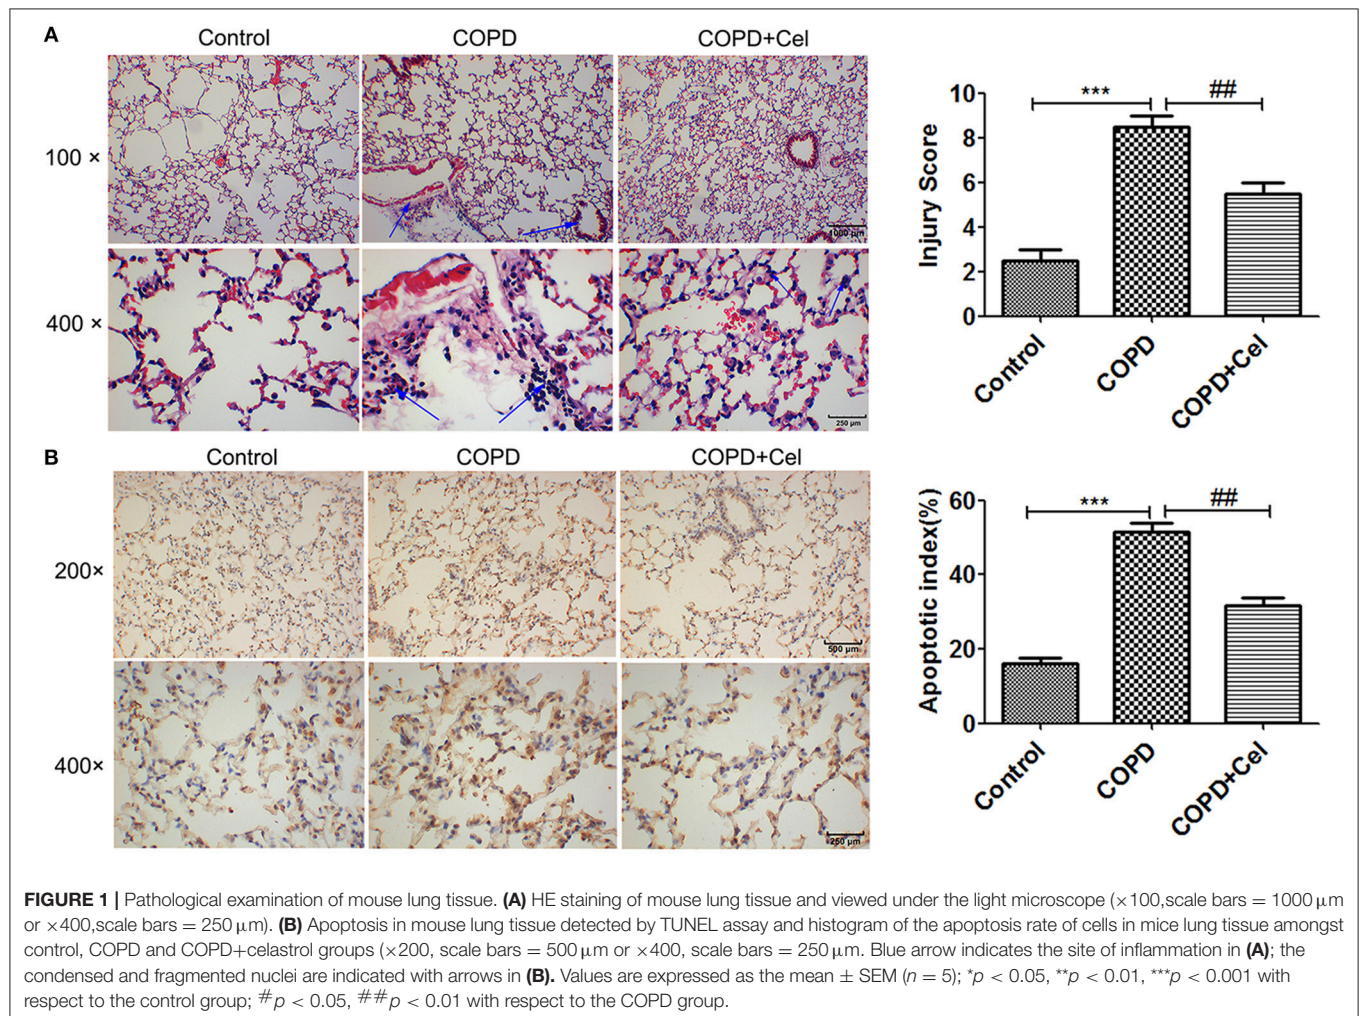 A
Control
COPD
COPD+Cel
100 ×
1000 µm
400 ×
250 µm
10
8
6
4
2
0
Injury Score
***
##
Control
COPD
COPD+Cel
B
Control
COPD
COPD+Cel
200×
500 µm
400×
250 µm
60
40
20
0
Apoptotic index(%)
***
##
Control
COPD
COPD+Cel
FIGURE 1 | Pathological examination of mouse lung tissue. (A) HE staining of mouse lung tissue and viewed under the light microscope (×100,scale bars = 1000 µm
or ×400,scale bars = 250 µm). (B) Apoptosis in mouse lung tissue detected by TUNEL assay and histogram of the apoptosis rate of cells in mice lung tissue amongst
control, COPD and COPD+celastrol groups (×200, scale bars = 500 µm or ×400, scale bars = 250 µm. Blue arrow indicates the site of inflammation in (A); the
condensed and fragmented nuclei are indicated with arrows in (B). Values are expressed as the mean ± SEM (n = 5); *p < 0.05, **p < 0.01, ***p < 0.001 with
respect to the control group; #p < 0.05, ##p < 0.01 with respect to the COPD group.